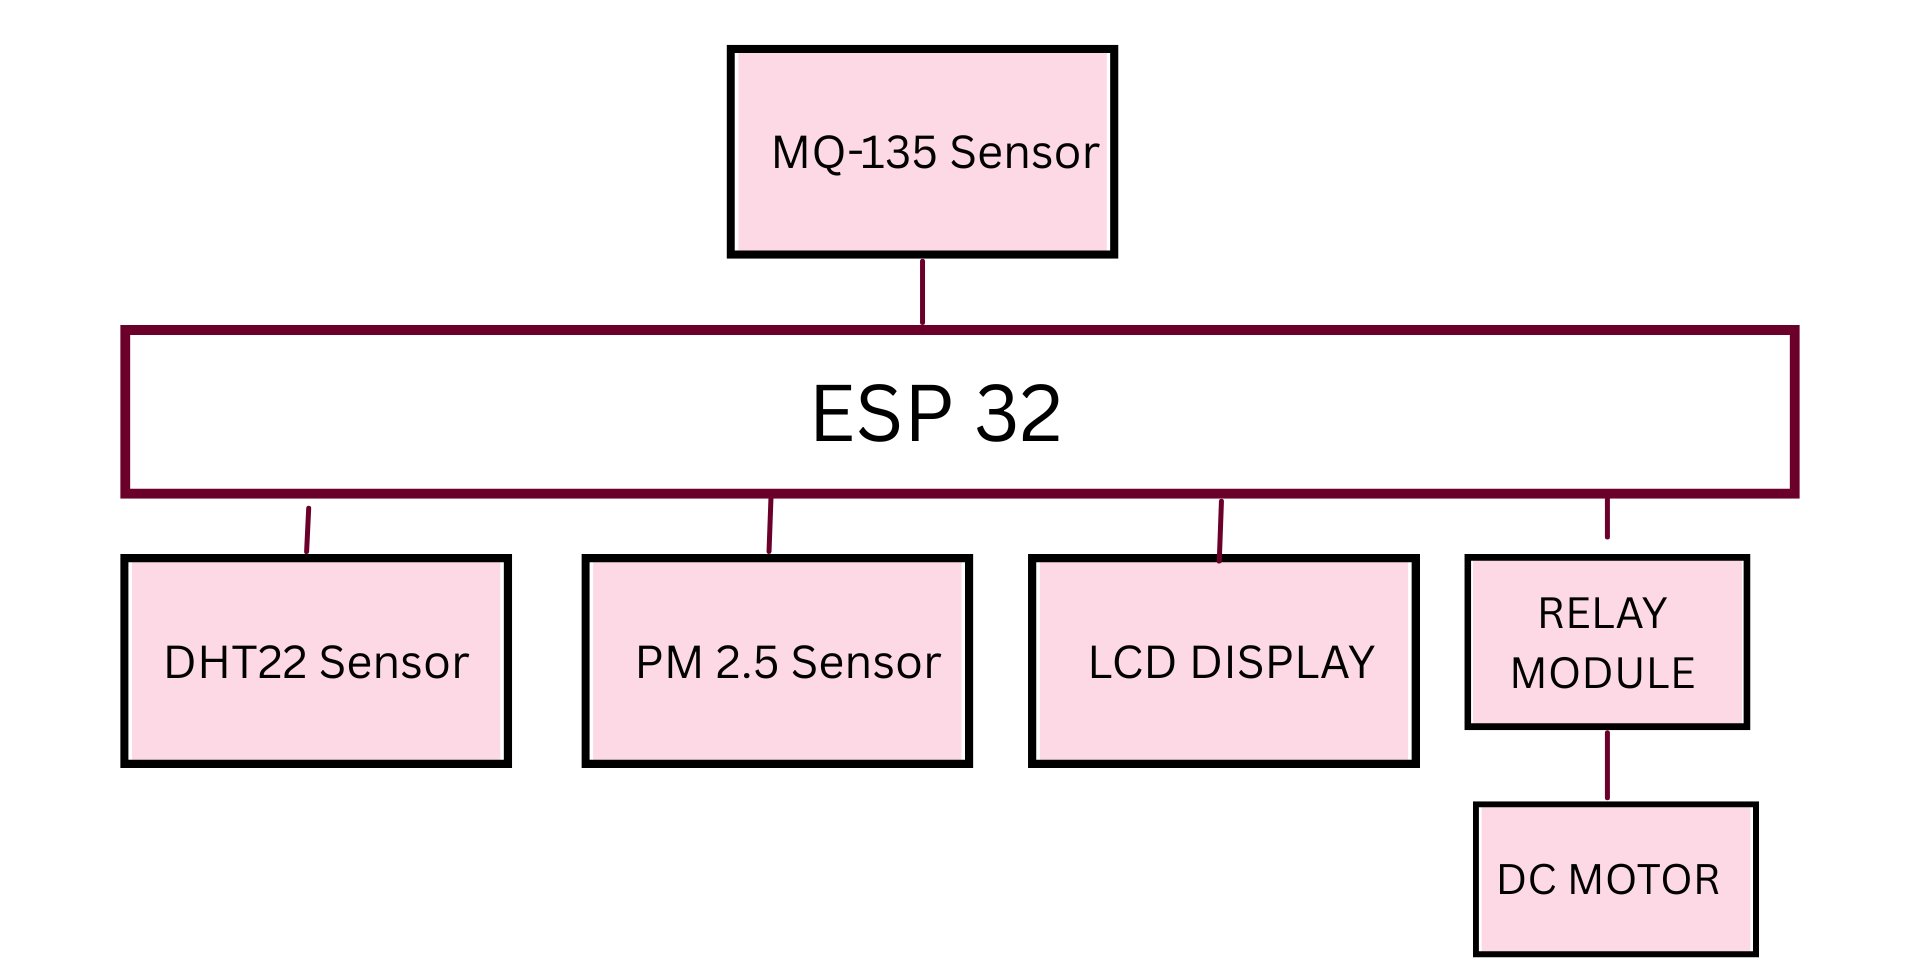 MQ-135 Sensor
ESP 32
DHT22 Sensor
PM 2.5 Sensor
LCD DISPLAY
RELAY
MODULE
DC MOTOR